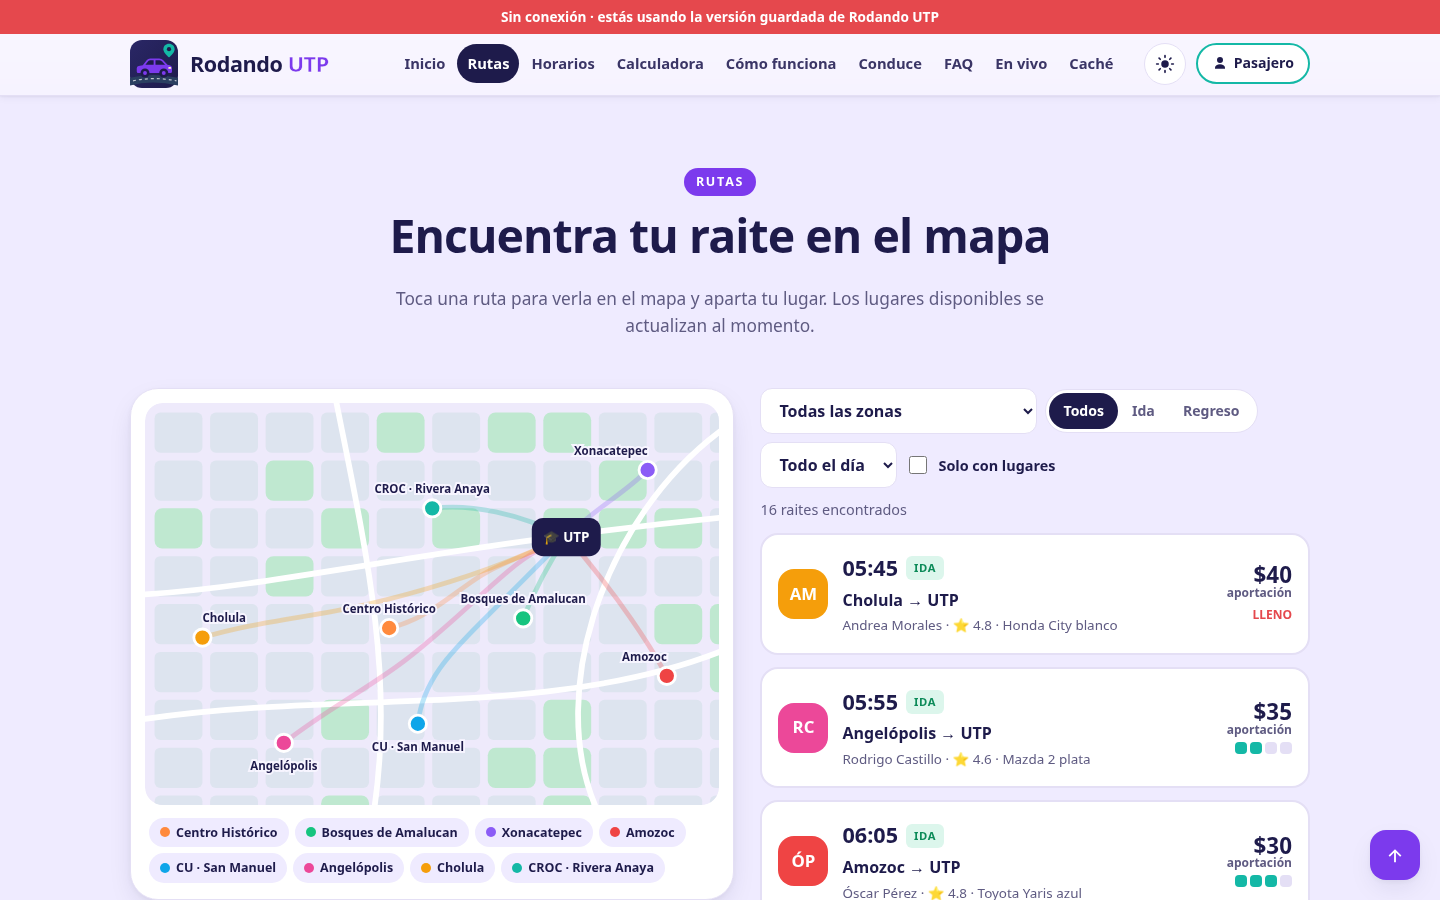 Sin conexión · estás usando la versión guardada de Rodando UTP
Rodando UTP
Inicio
Rutas
Horarios
Calculadora
Cómo funciona
Conduce
FAQ
En vivo
Caché
Pasajero
RUTAS
Encuentra tu raite en el mapa
Toca una ruta para verla en el mapa y aparta tu lugar. Los lugares disponibles se
actualizan al momento.
Xonacatepec
CROC · Rivera Anaya
🎓 UTP
Bosques de Amalucan
Centro Histórico
Cholula
Amozoc
CU · San Manuel
Angelópolis
Centro Histórico
Bosques de Amalucan
Xonacatepec
Amozoc
CU · San Manuel
Angelópolis
Cholula
CROC · Rivera Anaya
Todas las zonas
Todos
Ida
Regreso
Todo el día
Solo con lugares
16 raites encontrados
AM
05:45 IDA
Cholula → UTP
Andrea Morales · ⭐ 4.8 · Honda City blanco
$40
aportación
LLENO
RC
05:55 IDA
Angelópolis → UTP
Rodrigo Castillo · ⭐ 4.6 · Mazda 2 plata
$35
aportación
ÓP
06:05 IDA
Amozoc → UTP
Óscar Pérez · ⭐ 4.8 · Toyota Yaris azul
$30
aportación